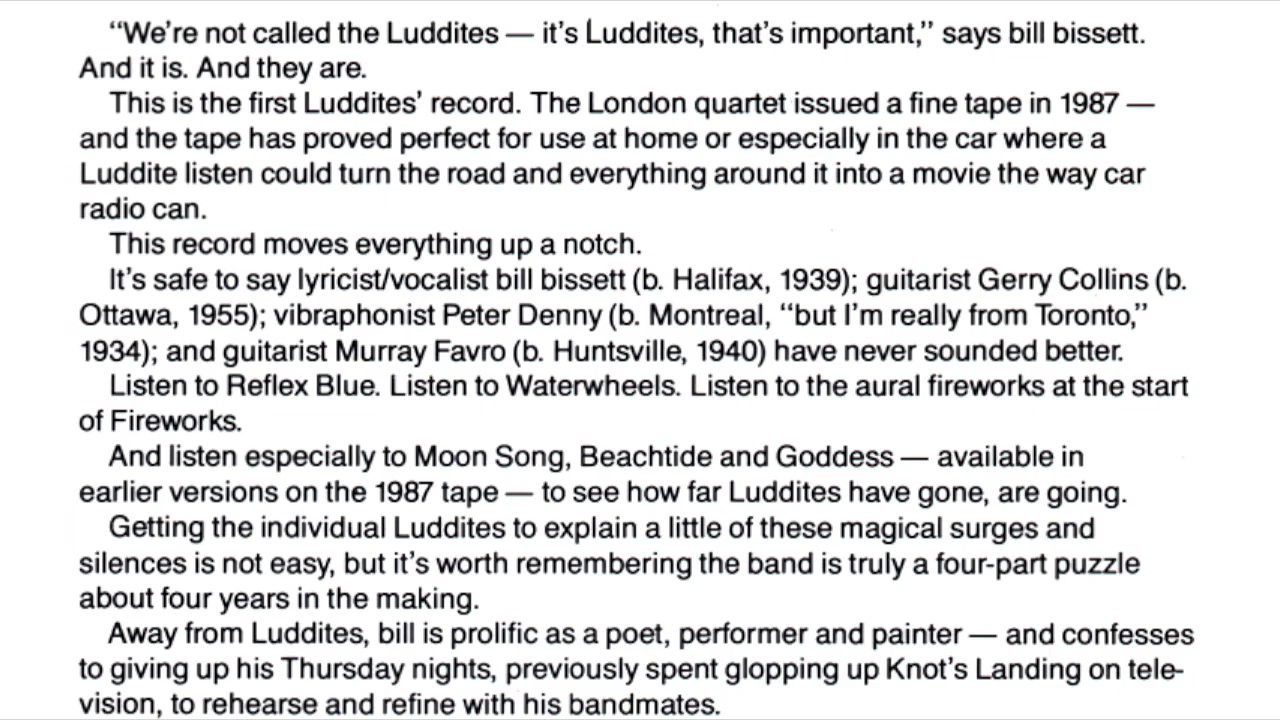 “We’re not called the Luddites — it’s Luddites, that’s important,” says bill bissett.
And it is. And they are.
This is the first Luddites’ record. The London quartet issued a fine tape in 1987 —
and the tape has proved perfect for use at home or especially in the car where a
Luddite listen could turn the road and everything around it into a movie the way car
radio can.
This record moves everything up a notch.
It’s safe to say lyricist/vocalist bill bissett (b. Halifax, 1939); guitarist Gerry Collins (b.
Ottawa, 1955); vibraphonist Peter Denny (b. Montreal, “but I’m really from Toronto,”
1934); and guitarist Murray Favro (b. Huntsville, 1940) have never sounded better.
Listen to Reflex Blue. Listen to Waterwheels. Listen to the aural fireworks at the start
of Fireworks.
And listen especially to Moon Song, Beachtide and Goddess — available in
earlier versions on the 1987 tape — to see how far Luddites have gone, are going.
Getting the individual Luddites to explain a little of these magical surges and
silences is not easy, but it’s worth remembering the band is truly a four-part puzzle
about four years in the making.
Away from Luddites, bill is prolific as a poet, performer and painter — and confesses
to giving up his Thursday nights, previously spent glopping up Knot’s Landing on tele-
vision, to rehearse and refine with his bandmates.